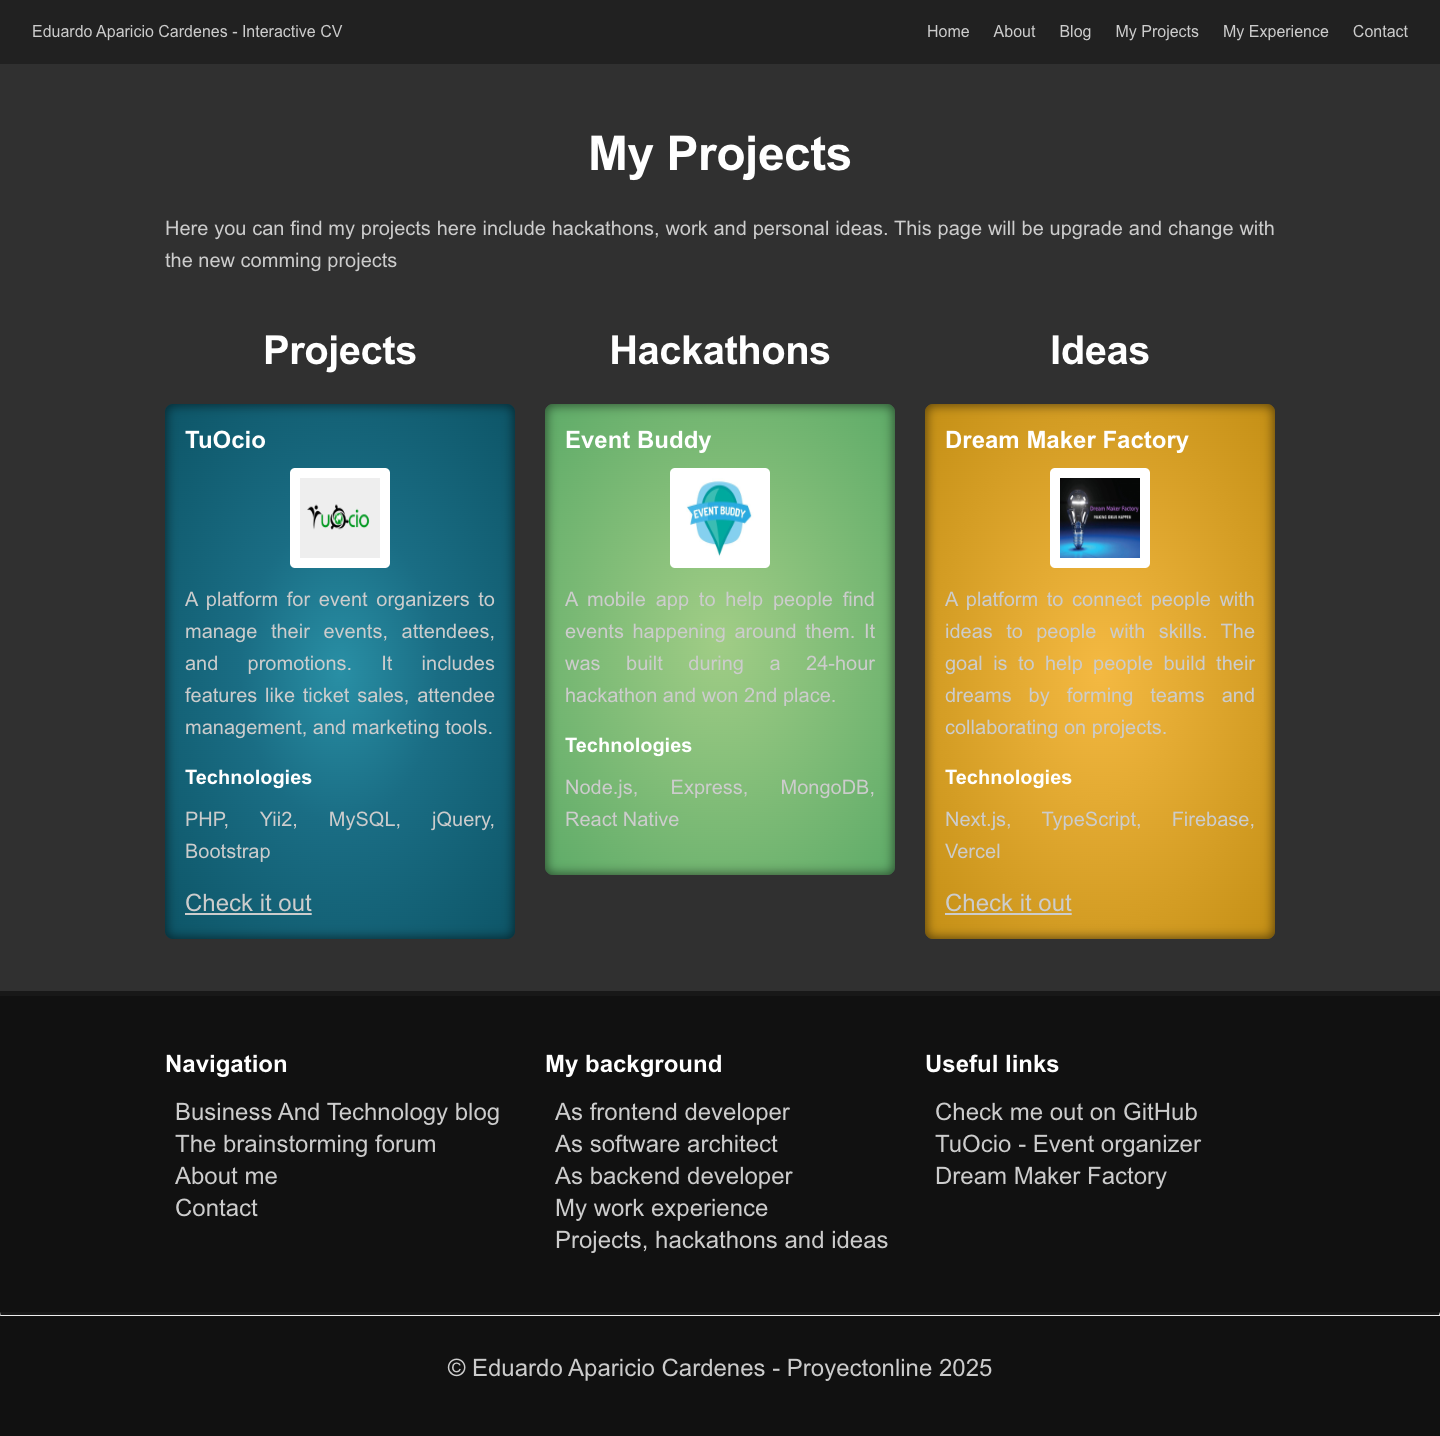 Eduardo Aparicio Cardenes - Interactive CV
Home About Blog My Projects My Experience Contact
My Projects
Here you can find my projects here include hackathons, work and personal ideas. This page will be upgrade and change with
the new comming projects
Projects
TuOcio
TuOcio
A platform for event organizers to
manage their events, attendees,
and promotions. It includes
features like ticket sales, attendee
management, and marketing tools.
Technologies
PHP, Yii2, MySQL, jQuery,
Bootstrap
Check it out
Hackathons
Event Buddy
EVENT BUDDY
A mobile app to help people find
events happening around them. It
was built during a 24-hour
hackathon and won 2nd place.
Technologies
Node.js, Express, MongoDB,
React Native
Ideas
Dream Maker Factory
Dream Maker Factory
MAKING IDEAS HAPPEN
A platform to connect people with
ideas to people with skills. The
goal is to help people build their
dreams by forming teams and
collaborating on projects.
Technologies
Next.js, TypeScript, Firebase,
Vercel
Check it out
Navigation
Business And Technology blog
The brainstorming forum
About me
Contact
My background
As frontend developer
As software architect
As backend developer
My work experience
Projects, hackathons and ideas
Useful links
Check me out on GitHub
TuOcio - Event organizer
Dream Maker Factory
© Eduardo Aparicio Cardenes - Proyectonline 2025